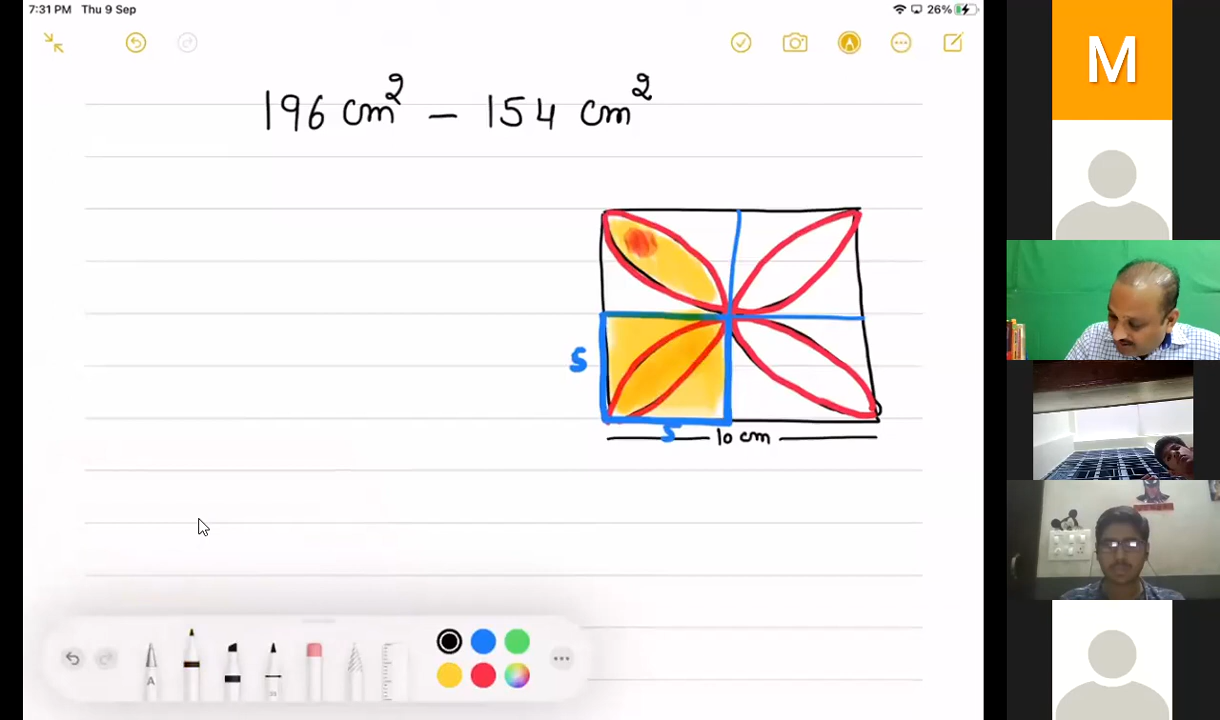 7:31 PM Thu 9 Sep
26%
M
196 cm² – 154 cm²
5
5
10 cm
A